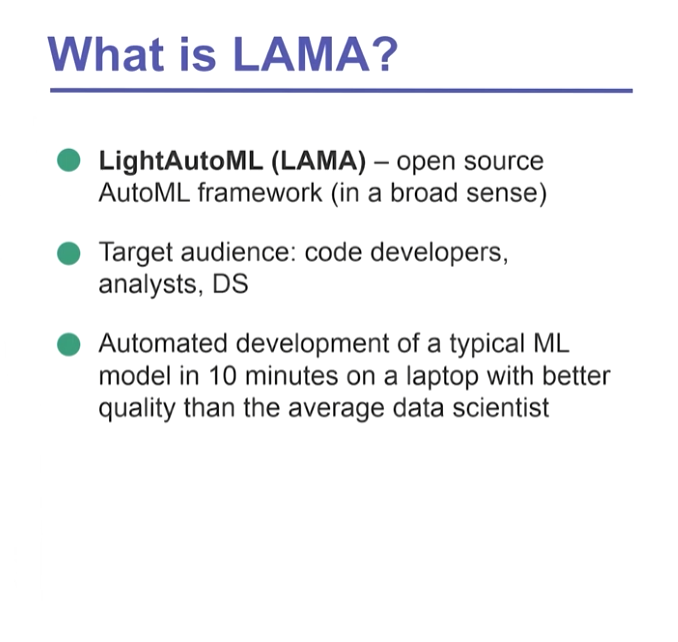 What is LAMA?
LightAutoML (LAMA) – open source
AutoML framework (in a broad sense)
Target audience: code developers,
analysts, DS
Automated development of a typical ML
model in 10 minutes on a laptop with better
quality than the average data scientist